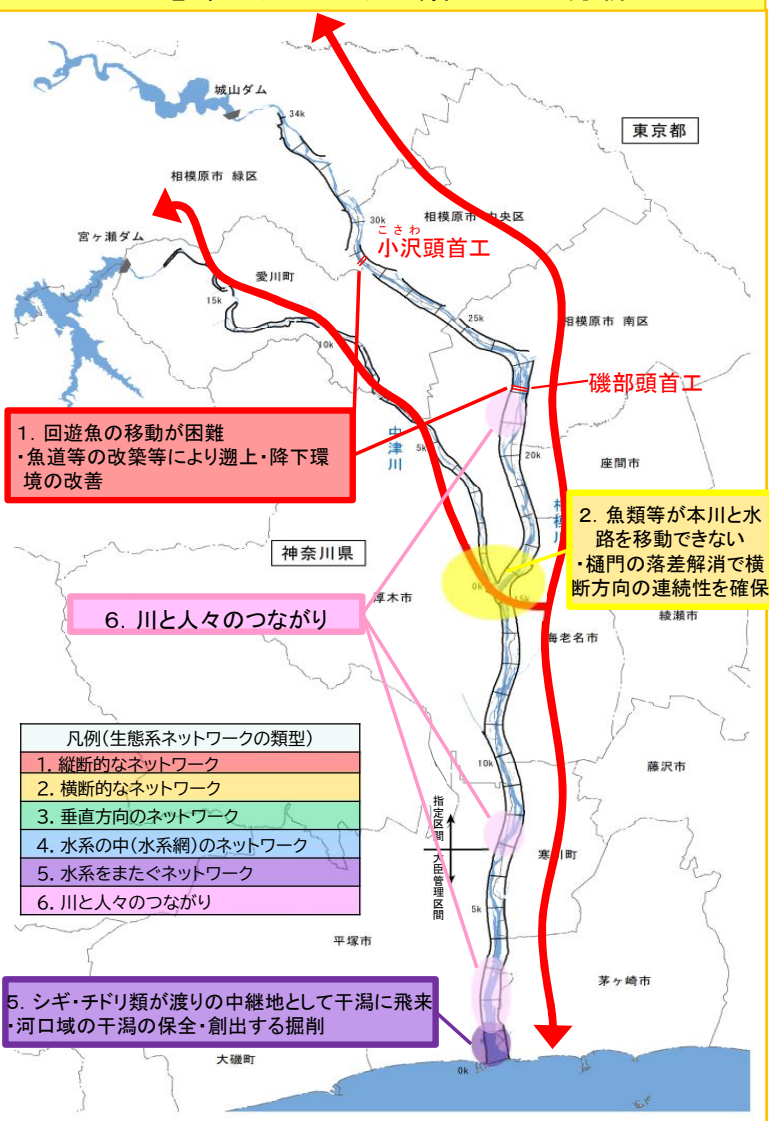 城山ダム
34k
東京都
相模原市 緑区
30k
相模原市 中央区
こさわ
小沢頭首工
宮ヶ瀬ダム
愛川町
15k
25k
相模原市 南区
10k
磯部頭首工
1. 回遊魚の移動が困難
・魚道等の改築等により遡上・降下環
境の改善
中津川
5k
20k
座間市
相模川
2. 魚類等が本川と水
路を移動できない
・樋門の落差解消で横
断方向の連続性を確保
神奈川県
0k
15k
厚木市
綾瀬市
6. 川と人々のつながり
海老名市
凡例(生態系ネットワークの類型)
1. 縦断的なネットワーク
2. 横断的なネットワーク
3. 垂直方向のネットワーク
4. 水系の中(水系網)のネットワーク
5. 水系をまたぐネットワーク
6. 川と人々のつながり
10k
藤沢市
指定区間
大臣管理区間
寒川町
5k
平塚市
茅ヶ崎市
5. シギ・チドリ類が渡りの中継地として干潟に飛来
・河口域の干潟の保全・創出する掘削
大磯町
0k